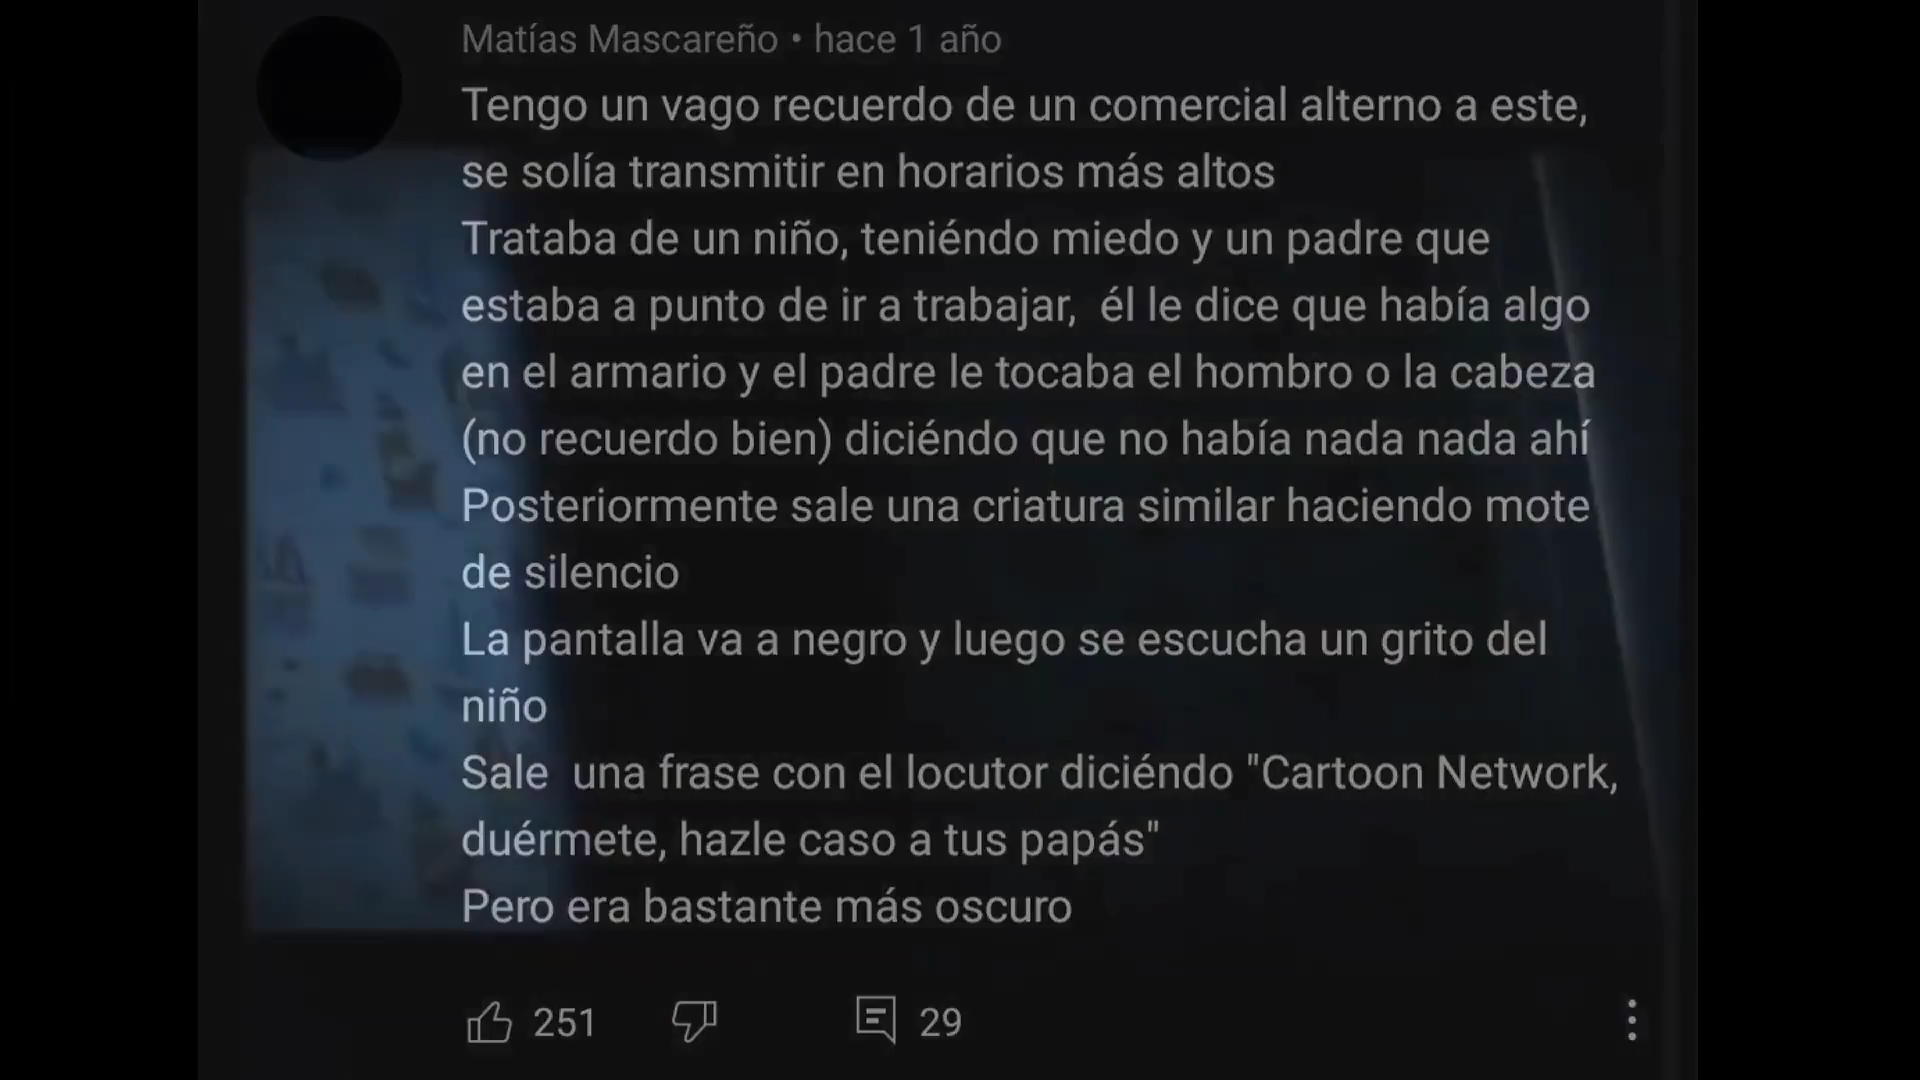 Matías Mascareño • hace 1 año
Tengo un vago recuerdo de un comercial alterno a este,
se solía transmitir en horarios más altos
Trataba de un niño, teniéndo miedo y un padre que
estaba a punto de ir a trabajar,  él le dice que había algo
en el armario y el padre le tocaba el hombro o la cabeza
(no recuerdo bien) diciéndo que no había nada nada ahí
Posteriormente sale una criatura similar haciendo mote
de silencio
La pantalla va a negro y luego se escucha un grito del
niño
Sale  una frase con el locutor diciéndo "Cartoon Network,
duérmete, hazle caso a tus papás"
Pero era bastante más oscuro
251 29